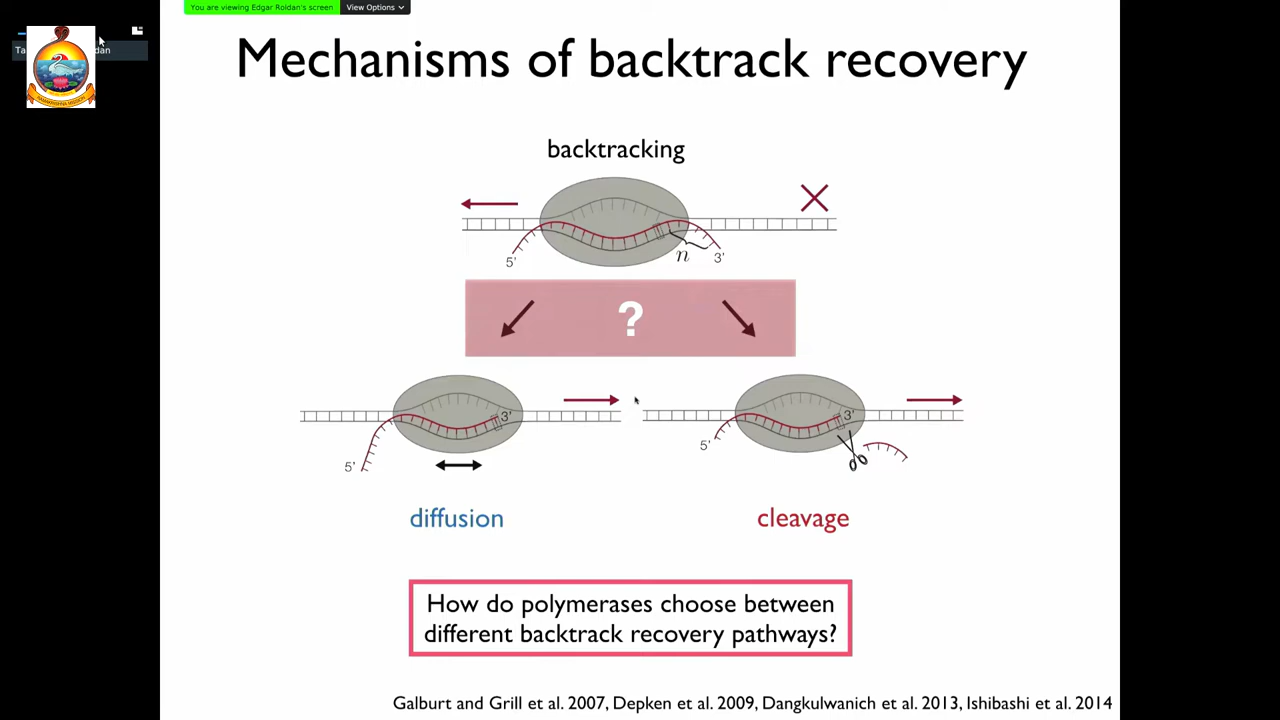 You are viewing Edgar Roldan's screen View Options
Mechanisms of backtrack recovery
backtracking
5'
n
3'
?
3'
5'
3'
5'
diffusion
cleavage
How do polymerases choose between
different backtrack recovery pathways?
Galburt and Grill et al. 2007, Depken et al. 2009, Dangkulwanich et al. 2013, Ishibashi et al. 2014